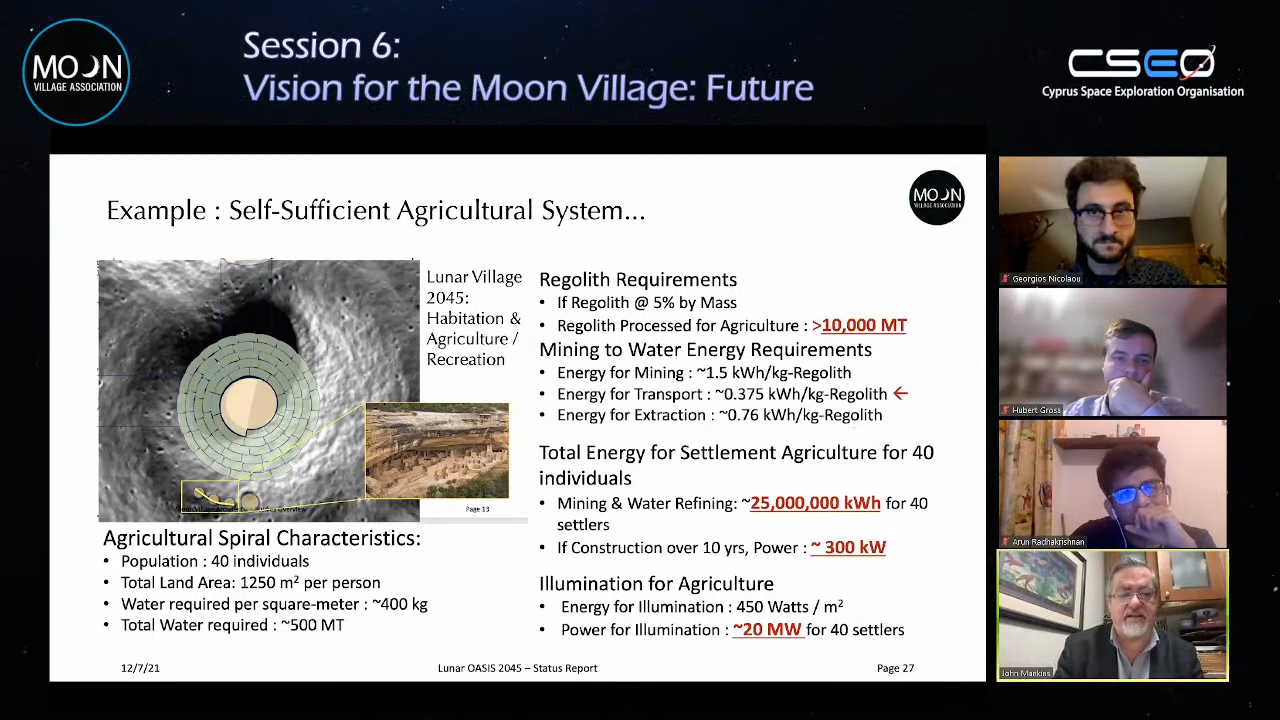 MOON
VILLAGE ASSOCIATION
Session 6:
Vision for the Moon Village: Future
CSEO
Cyprus Space Exploration Organisation
MOON
VILLAGE ASSOCIATION
Example : Self-Sufficient Agricultural System...
Lunar Village
2045:
Habitation &
Agriculture /
Recreation
Page 13
Agricultural Spiral Characteristics:
• Population : 40 individuals
• Total Land Area: 1250 m² per person
• Water required per square-meter : ~400 kg
• Total Water required : ~500 MT
Regolith Requirements
• If Regolith @ 5% by Mass
• Regolith Processed for Agriculture : >10,000 MT
Mining to Water Energy Requirements
• Energy for Mining : ~1.5 kWh/kg-Regolith
• Energy for Transport : ~0.375 kWh/kg-Regolith ←
• Energy for Extraction : ~0.76 kWh/kg-Regolith
Total Energy for Settlement Agriculture for 40
individuals
• Mining & Water Refining: ~25,000,000 kWh for 40
settlers
• If Construction over 10 yrs, Power : ~ 300 kW
Illumination for Agriculture
• Energy for Illumination : 450 Watts / m²
• Power for Illumination : ~20 MW for 40 settlers
12/7/21
Lunar OASIS 2045 – Status Report
Page 27
Georgios Nicolaou
Hubert Gross
Arun Radhakrishnan
John Mankins